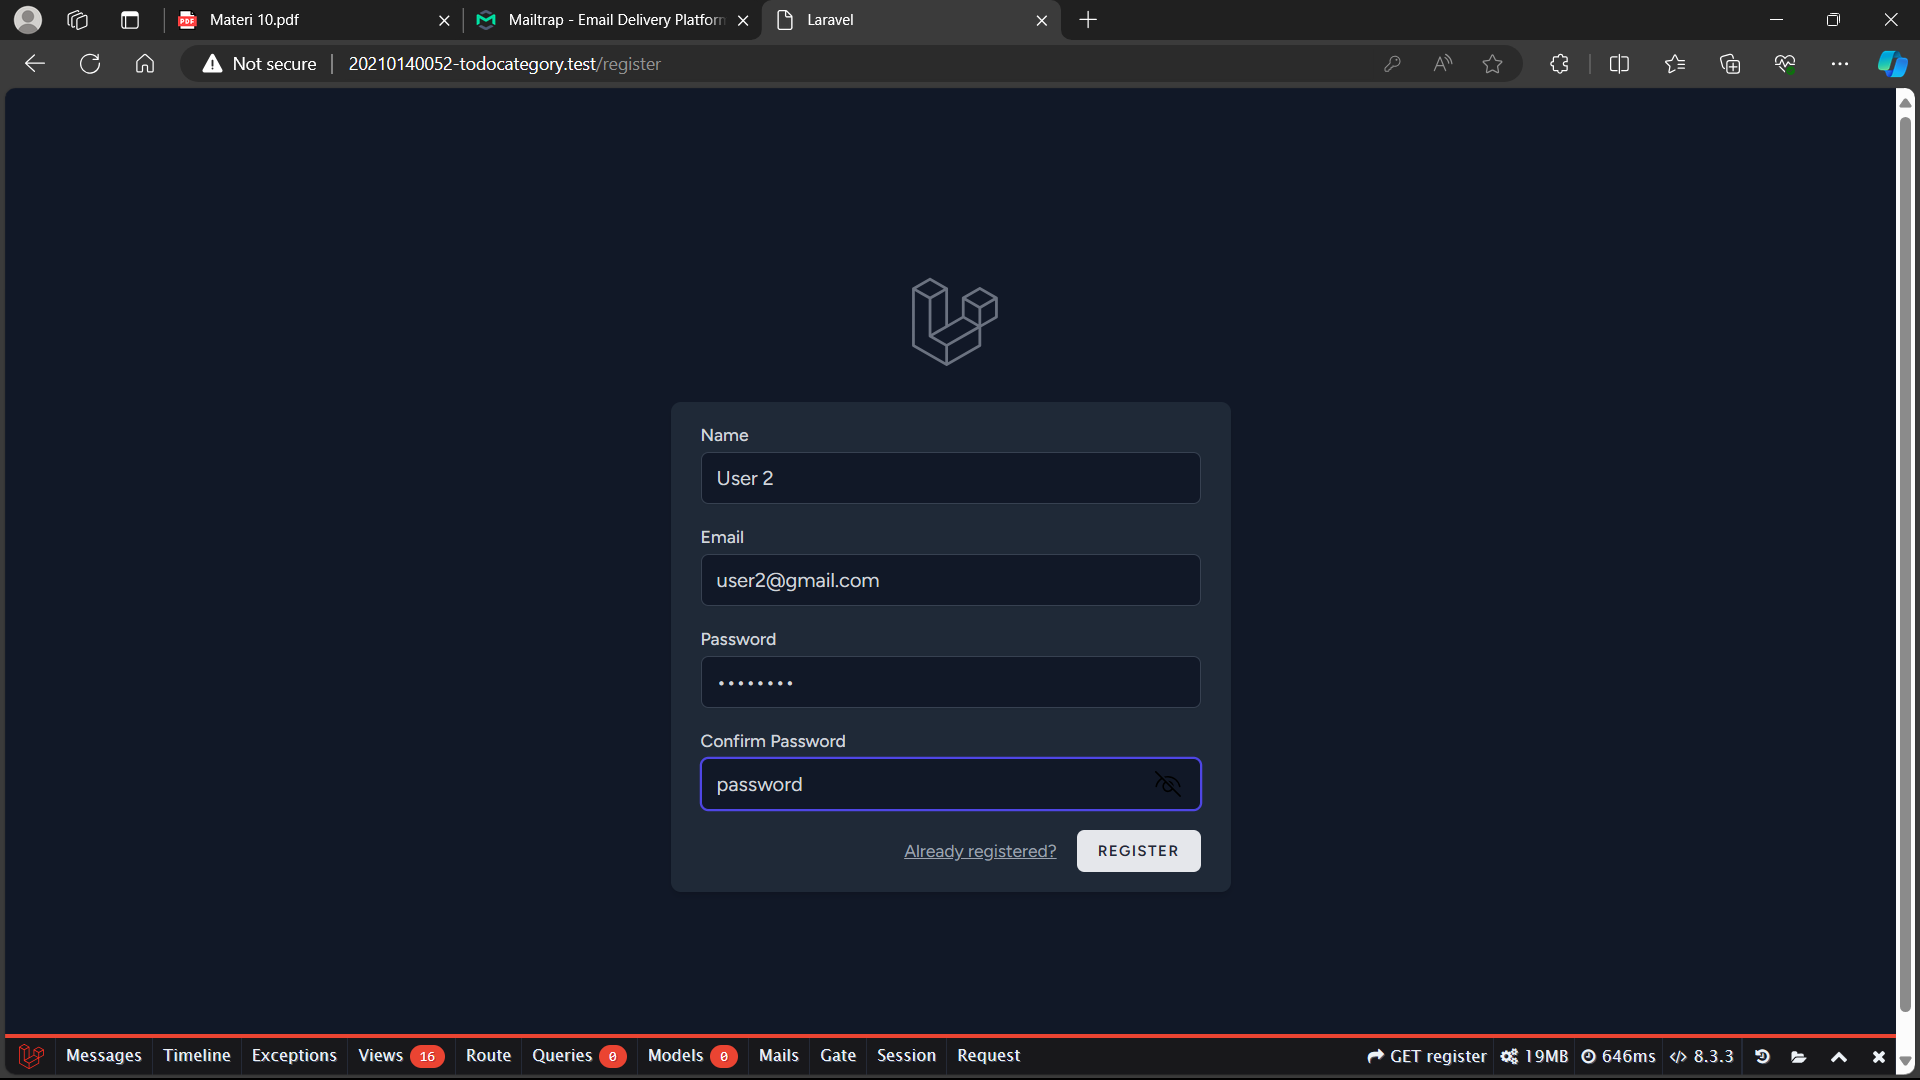 Materi 10.pdf
Mailtrap - Email Delivery Platform
Laravel
Not secure
20210140052-todocategory.test/register
Name
User 2
Email
user2@gmail.com
Password
••••••••
Confirm Password
password
Already registered?
REGISTER
Messages Timeline Exceptions Views 16 Route Queries 0 Models 0 Mails Gate Session Request GET register 19MB 646ms 8.3.3